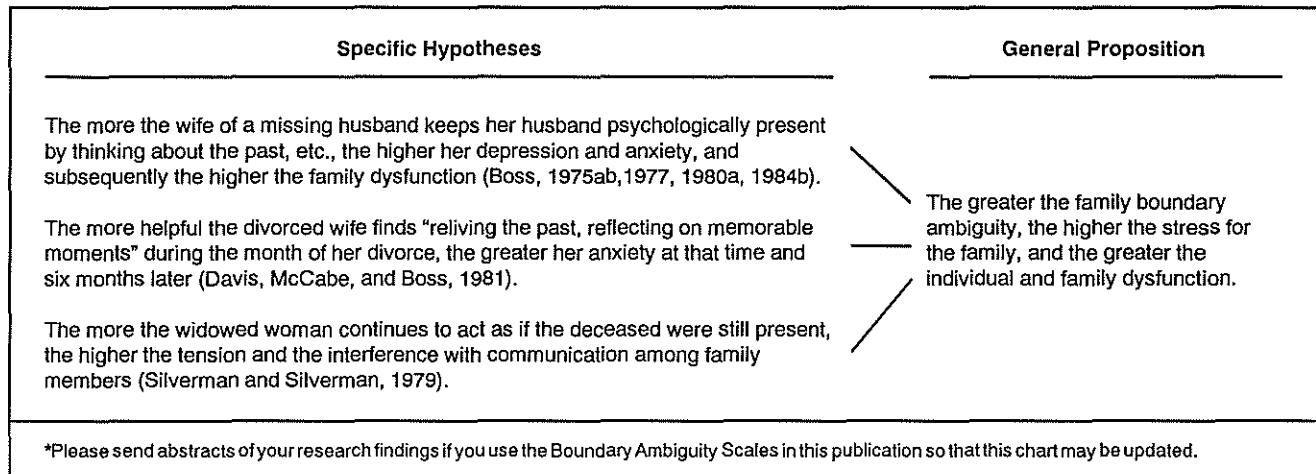 Specific Hypotheses
General Proposition
The more the wife of a missing husband keeps her husband psychologically present
by thinking about the past, etc., the higher her depression and anxiety, and
subsequently the higher the family dysfunction (Boss, 1975ab,1977, 1980a, 1984b).
The more helpful the divorced wife finds "reliving the past, reflecting on memorable
moments" during the month of her divorce, the greater her anxiety at that time and
six months later (Davis, McCabe, and Boss, 1981).
The more the widowed woman continues to act as if the deceased were still present,
the higher the tension and the interference with communication among family
members (Silverman and Silverman, 1979).
The greater the family boundary
ambiguity, the higher the stress for
the family, and the greater the
individual and family dysfunction.
*Please send abstracts of your research findings if you use the Boundary Ambiguity Scales in this publication so that this chart may be updated.